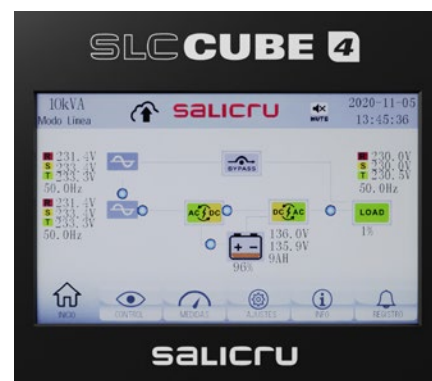 SLC CUBE 4
10kVA
Modo Linea
salicru
MUTE
2020-11-05
13:45:36
R 231.4V
S 233.4V
T 233.3V
50.0Hz
BYPASS
R 230.0V
S 230.0V
T 230.5V
50.0Hz
R 231.4V
S 233.4V
T 233.3V
50.0Hz
AC DC
DC AC
LOAD
1%
136.0V
135.9V
9AH
96%
INICIO
CONTROL
MEDIDAS
AJUSTES
INFO
REGISTRO
salicru